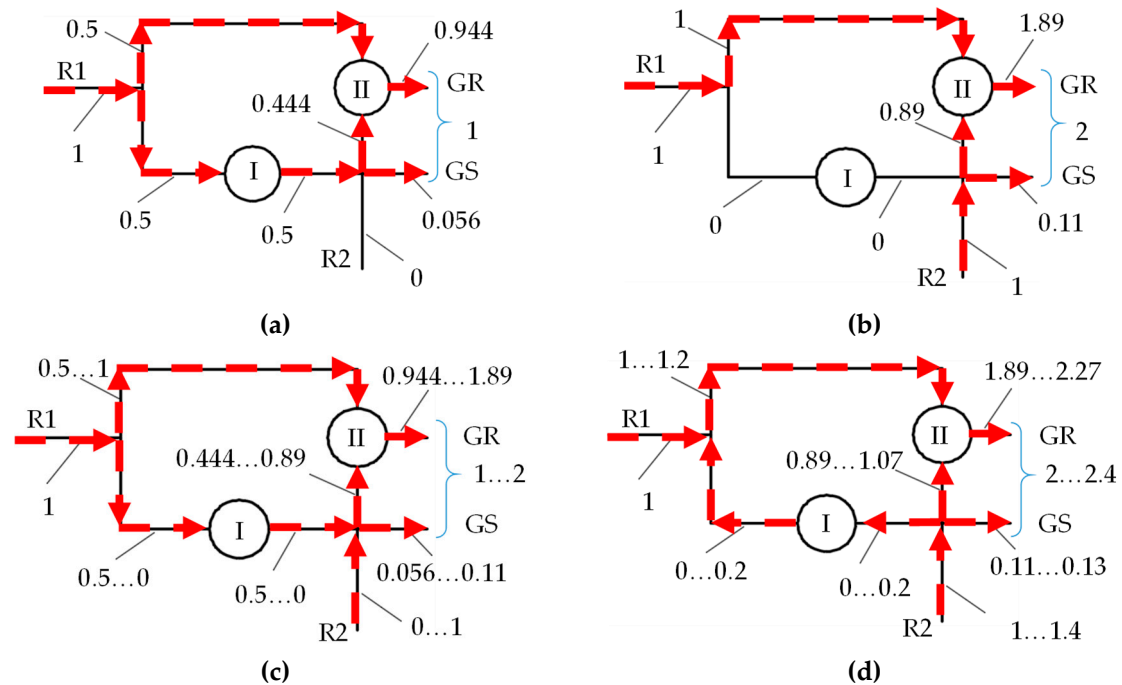 0.5
0.944
R1
II
GR
0.444
1
1
I
GS
0.5
0.5
0.056
R2
0
(a)
1
1.89
R1
II
GR
0.89
2
1
I
GS
0
0
0.11
R2
1
(b)
0.5...1
0.944...1.89
R1
II
GR
0.444...0.89
1...2
1
I
GS
0.5...0
0.5...0
0.056...0.11
R2
0...1
(c)
1...1.2
1.89...2.27
R1
II
GR
0.89...1.07
2...2.4
1
I
GS
0...0.2
0...0.2
0.11...0.13
R2
1...1.4
(d)